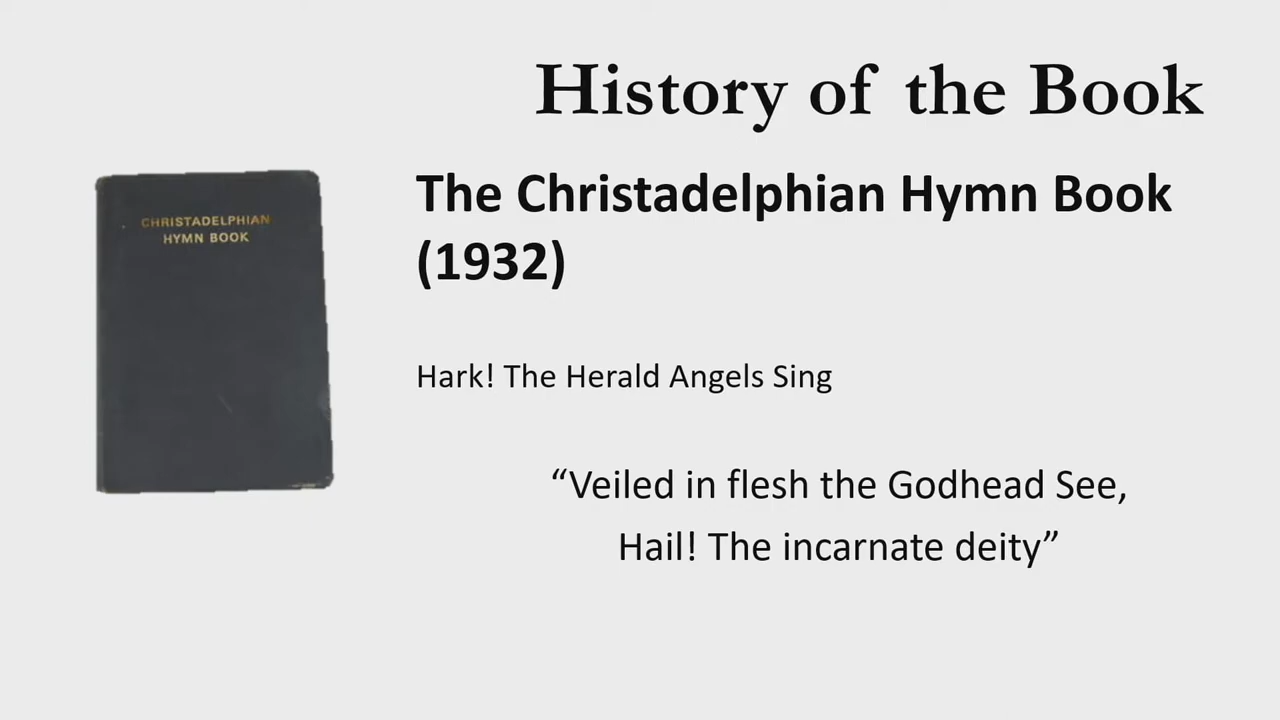 History of the Book
CHRISTADELPHIAN
HYMN BOOK
The Christadelphian Hymn Book
(1932)
Hark! The Herald Angels Sing
“Veiled in flesh the Godhead See,
Hail! The incarnate deity”